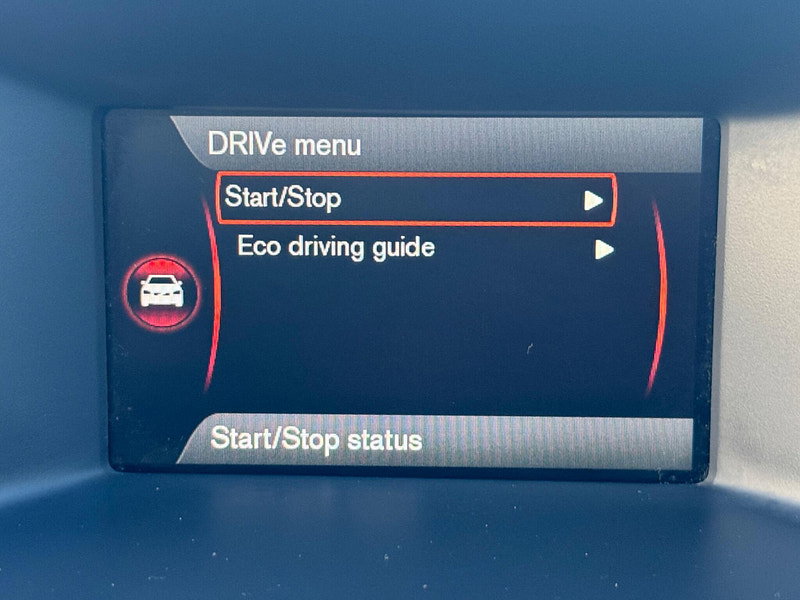 DRIVe menu
Start/Stop
Eco driving guide
Start/Stop status